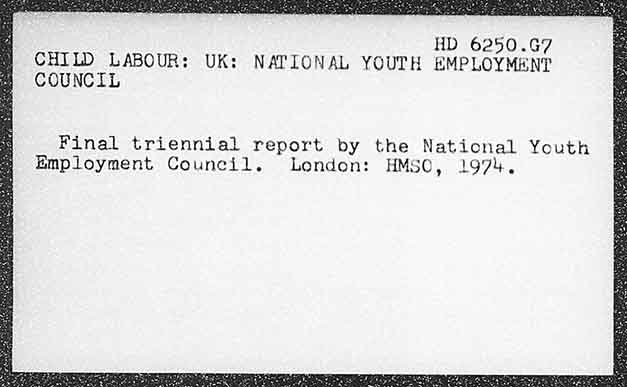 HD 6250.G7
CHILD LABOUR: UK: NATIONAL YOUTH EMPLOYMENT
COUNCIL
Final triennial report by the National Youth
Employment Council. London: HMSO, 1974.